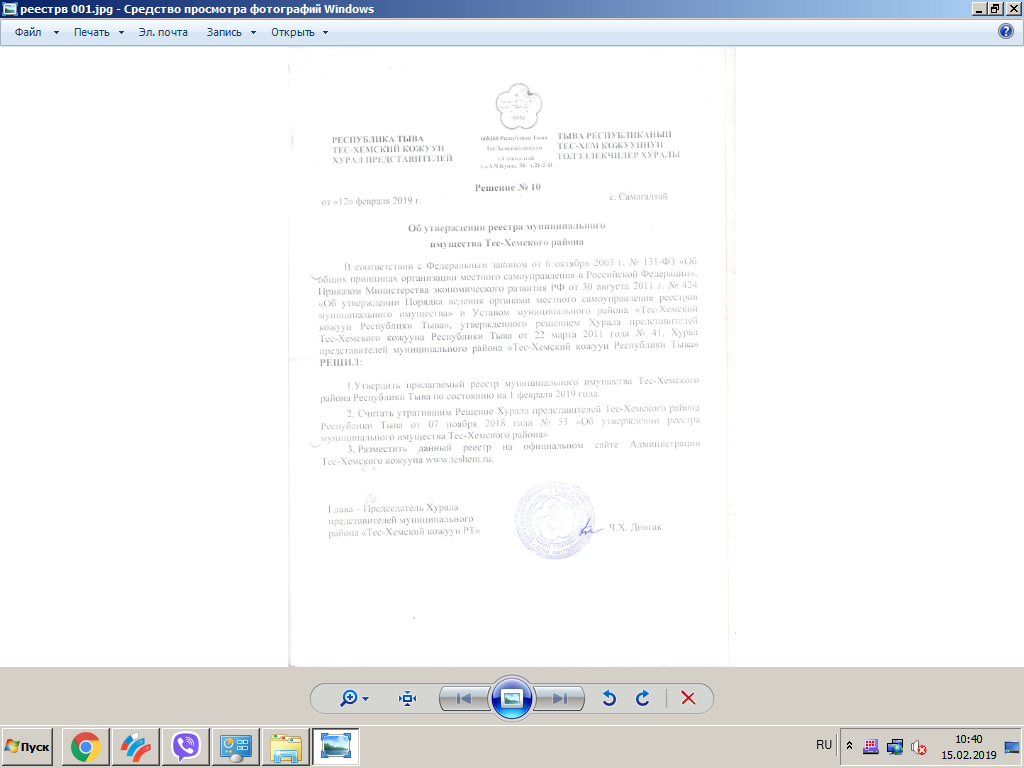 реестрв 001.jpg - Средство просмотра фотографий Windows
Файл Печать Эл. почта Запись Открыть
РЕСПУБЛИКА ТЫВА
ТЕС-ХЕМСКИЙ КОЖУУН
ХУРАЛ ПРЕДСТАВИТЕЛЕЙ
668360 Республика Тыва
Тес-Хемский кожуун
с.Самагалтай
ТЫВА РЕСПУБЛИКАНЫН
ТЕС-ХЕМ КОЖУУННУН
ТОЛЭЭЛЕКЧИЛЕР ХУРАЛЫ
Решение № 10
от «12» февраля 2019 г.
с. Самагалтай
Об утверждении реестра муниципального
имущества Тес-Хемского района
В соответствии с Федеральным законом от 6 октября 2003 г. № 131-ФЗ «Об
общих принципах организации местного самоуправления в Российской Федерации»,
Приказом Министерства экономического развития РФ от 30 августа 2011 г. № 424
«Об утверждении Порядка ведения органами местного самоуправления реестров
муниципального имущества» и Уставом муниципального района «Тес-Хемский
кожуун Республики Тыва», утвержденного решением Хурала представителей
Тес-Хемского кожууна Республики Тыва от 22 марта 2011 года № 41, Хурал
представителей муниципального района «Тес-Хемский кожуун Республики Тыва»
РЕШИЛ:
1.Утвердить прилагаемый реестр муниципального имущества Тес-Хемского
района Республики Тыва по состоянию на 1 февраля 2019 года.
2. Считать утратившим Решение Хурала представителей Тес-Хемского района
Республики Тыва от 07 ноября 2018 года № 53 «Об утверждении реестра
муниципального имущества Тес-Хемского района»
3. Разместить данный реестр на официальном сайте Администрации
Тес-Хемского кожууна www.teshem.ru.
Глава – Председатель Хурала
представителей муниципального
района «Тес-Хемский кожуун РТ»
Ч.Х. Донгак
Пуск
RU
10:40
15.02.2019